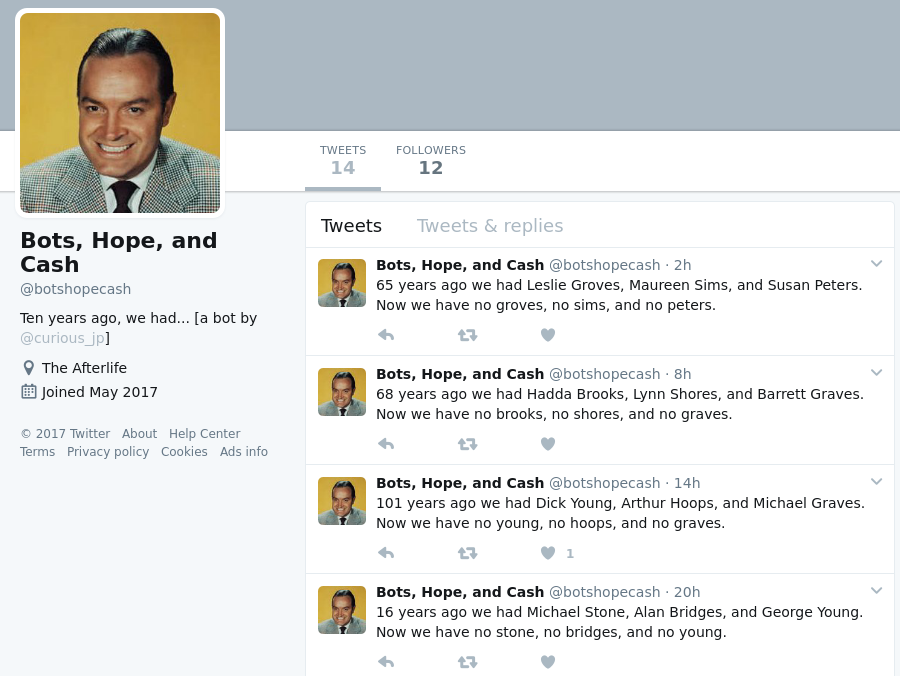 TWEETS
14
FOLLOWERS
12
Bots, Hope, and
Cash
@botshopecash
Ten years ago, we had... [a bot by
@curious_jp]
The Afterlife
Joined May 2017
© 2017 Twitter About Help Center
Terms Privacy policy Cookies Ads info
Tweets Tweets & replies
Bots, Hope, and Cash @botshopecash · 2h
65 years ago we had Leslie Groves, Maureen Sims, and Susan Peters.
Now we have no groves, no sims, and no peters.
Bots, Hope, and Cash @botshopecash · 8h
68 years ago we had Hadda Brooks, Lynn Shores, and Barrett Graves.
Now we have no brooks, no shores, and no graves.
Bots, Hope, and Cash @botshopecash · 14h
101 years ago we had Dick Young, Arthur Hoops, and Michael Graves.
Now we have no young, no hoops, and no graves.
1
Bots, Hope, and Cash @botshopecash · 20h
16 years ago we had Michael Stone, Alan Bridges, and George Young.
Now we have no stone, no bridges, and no young.